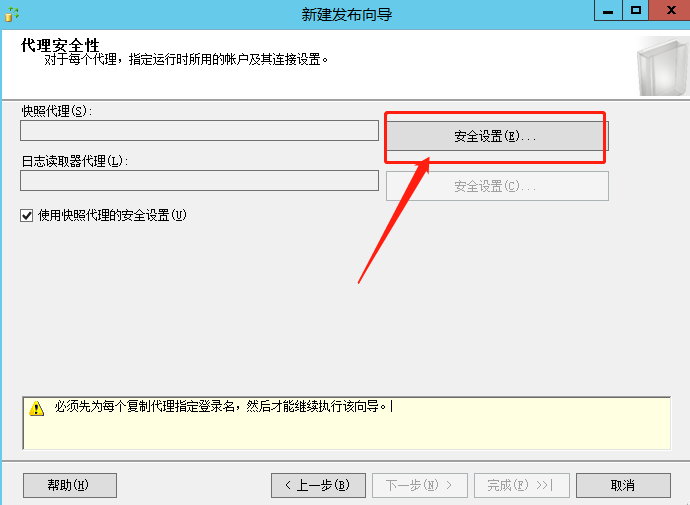 新建发布向导
代理安全性
对于每个代理，指定运行时所用的帐户及其连接设置。
快照代理(S):
安全设置(E)...
日志读取器代理(L):
安全设置(C)...
使用快照代理的安全设置(U)
必须先为每个复制代理指定登录名，然后才能继续执行该向导。
帮助(H)
< 上一步(B)
下一步(N) >
完成(F) >>|
取消